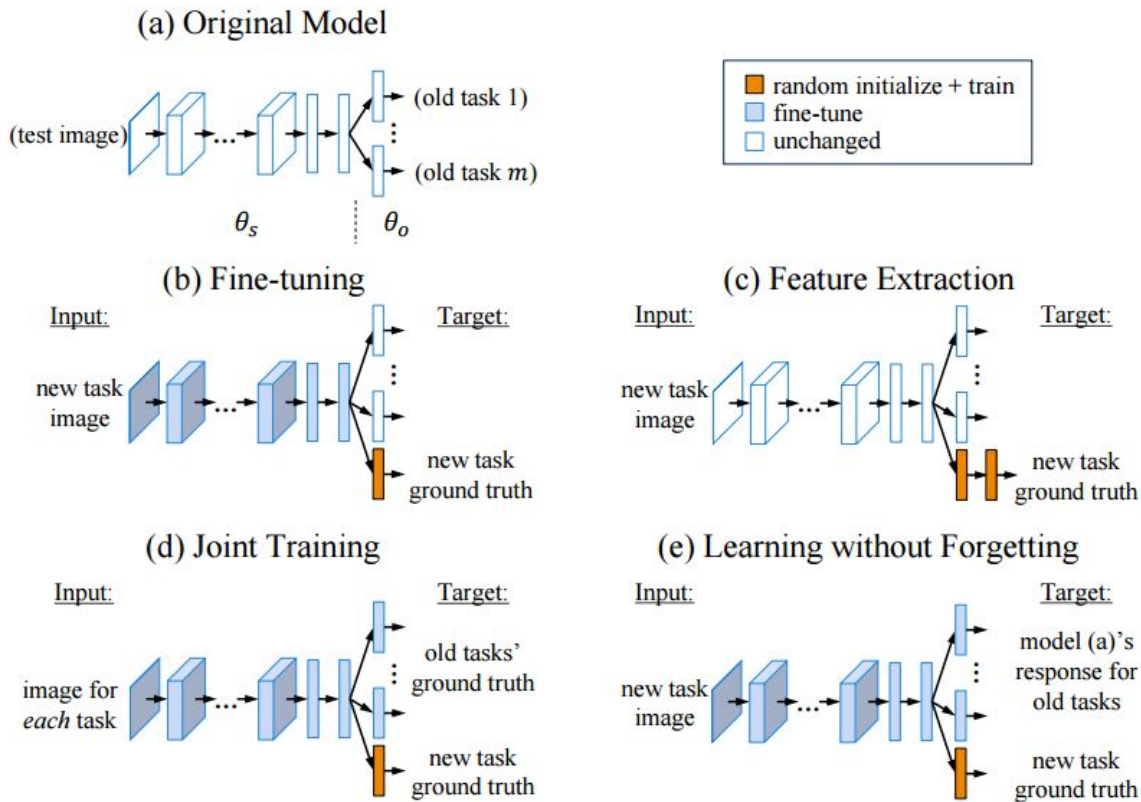 (a) Original Model
(test image)
...
(old task 1)
⋮
(old task m)
θs
θo
random initialize + train
fine-tune
unchanged
(b) Fine-tuning
Input:
Target:
new task
image
...
⋮
new task
ground truth
(c) Feature Extraction
Input:
Target:
new task
image
...
⋮
new task
ground truth
(d) Joint Training
Input:
Target:
image for
each task
...
⋮
old tasks'
ground truth
new task
ground truth
(e) Learning without Forgetting
Input:
Target:
new task
image
...
⋮
model (a)'s
response for
old tasks
new task
ground truth